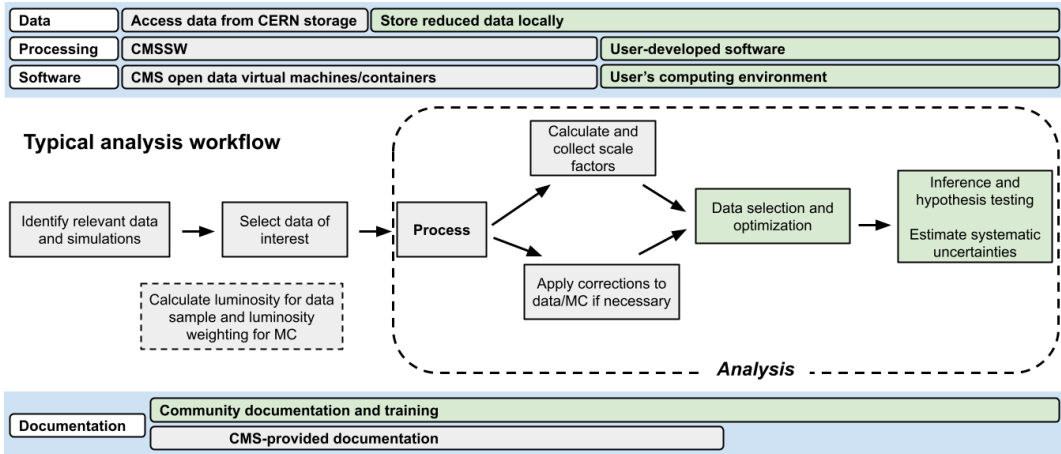 Data
Access data from CERN storage
Store reduced data locally
Processing
CMSSW
User-developed software
Software
CMS open data virtual machines/containers
User's computing environment
Typical analysis workflow
Identify relevant data
and simulations
Select data of
interest
Calculate luminosity for data
sample and luminosity
weighting for MC
Process
Calculate and
collect scale
factors
Apply corrections to
data/MC if necessary
Data selection and
optimization
Inference and
hypothesis testing
Estimate systematic
uncertainties
Analysis
Documentation
Community documentation and training
CMS-provided documentation